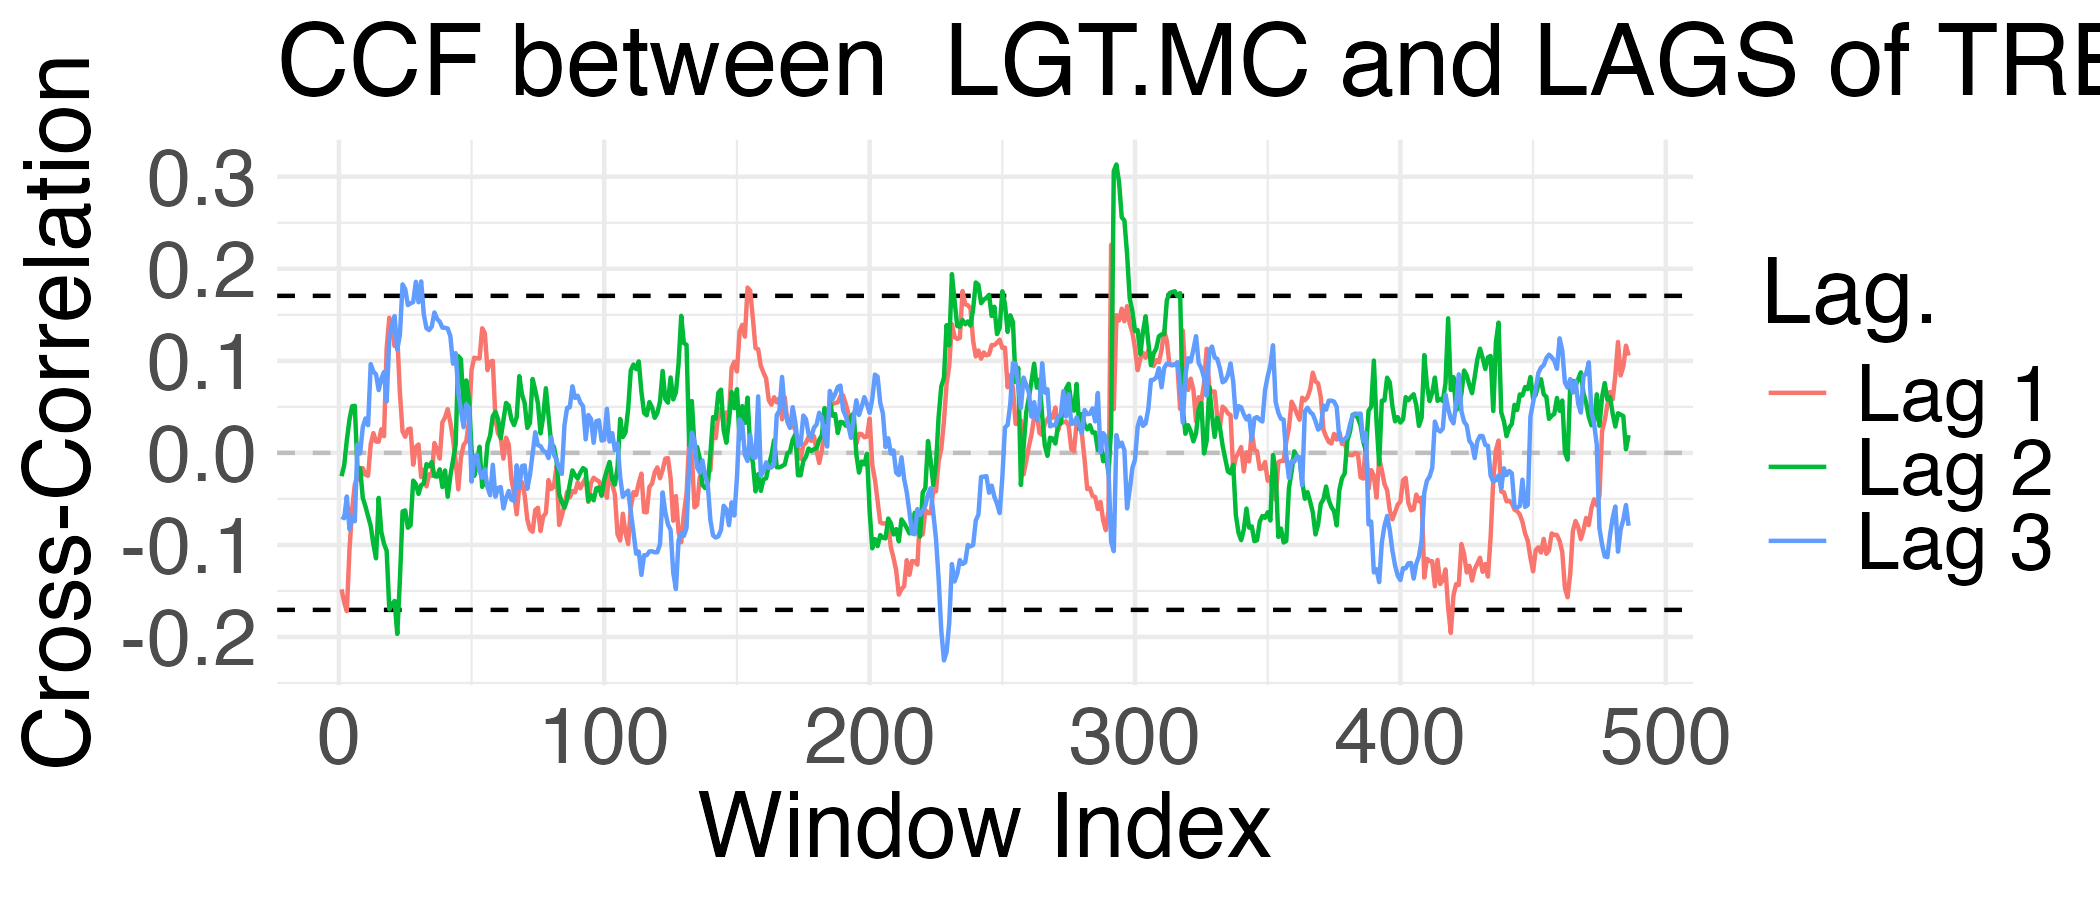 CCF between LGT.MC and LAGS of TRE
Cross-Correlation
0.3
0.2
0.1
0.0
-0.1
-0.2
0
100
200
300
400
500
Window Index
Lag.
Lag 1
Lag 2
Lag 3